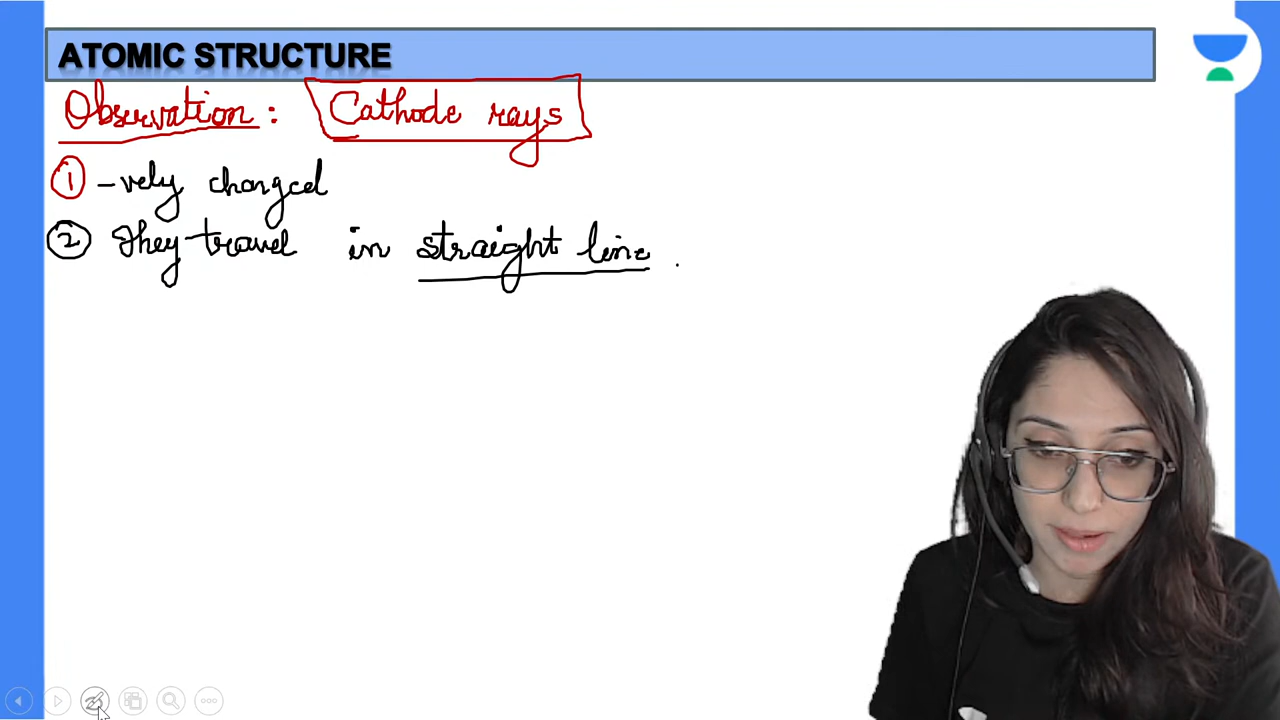 ATOMIC STRUCTURE
Observation : Cathode rays
① -vely charged
② They travel in straight line .